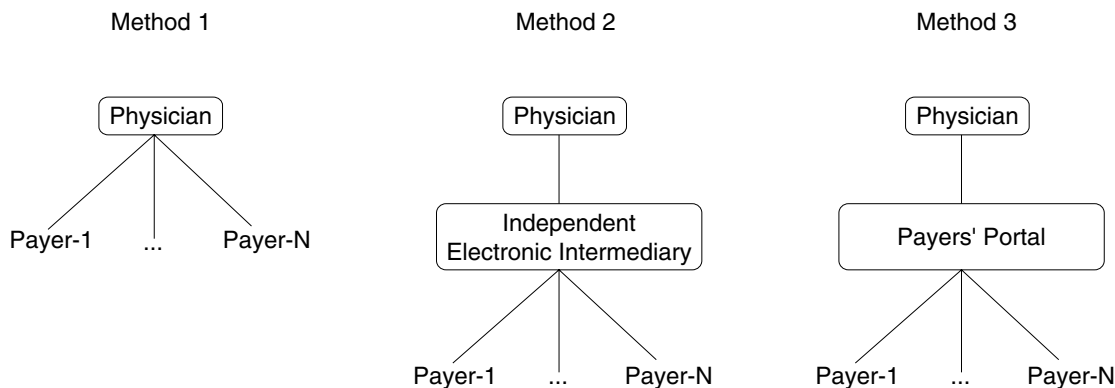 Method 1
Method 2
Method 3
Physician
Physician
Physician
Independent
Electronic Intermediary
Payers' Portal
Payer-1
...
Payer-N
Payer-1
...
Payer-N
Payer-1
...
Payer-N